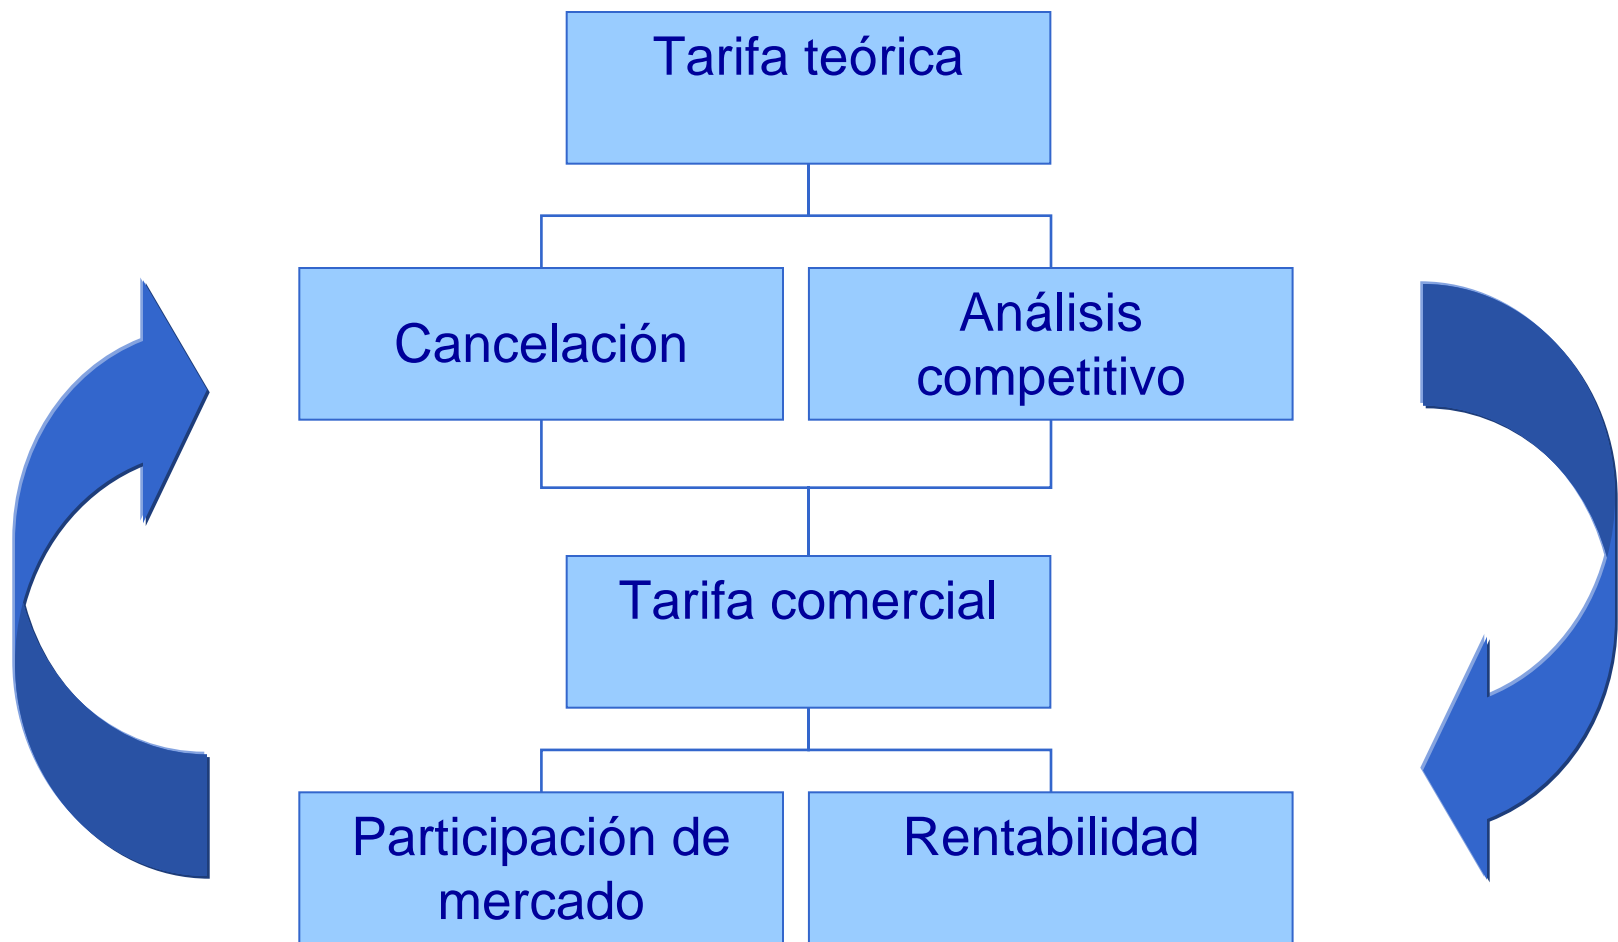 Tarifa teórica
Cancelación
Análisis
competitivo
Tarifa comercial
Participación de
mercado
Rentabilidad